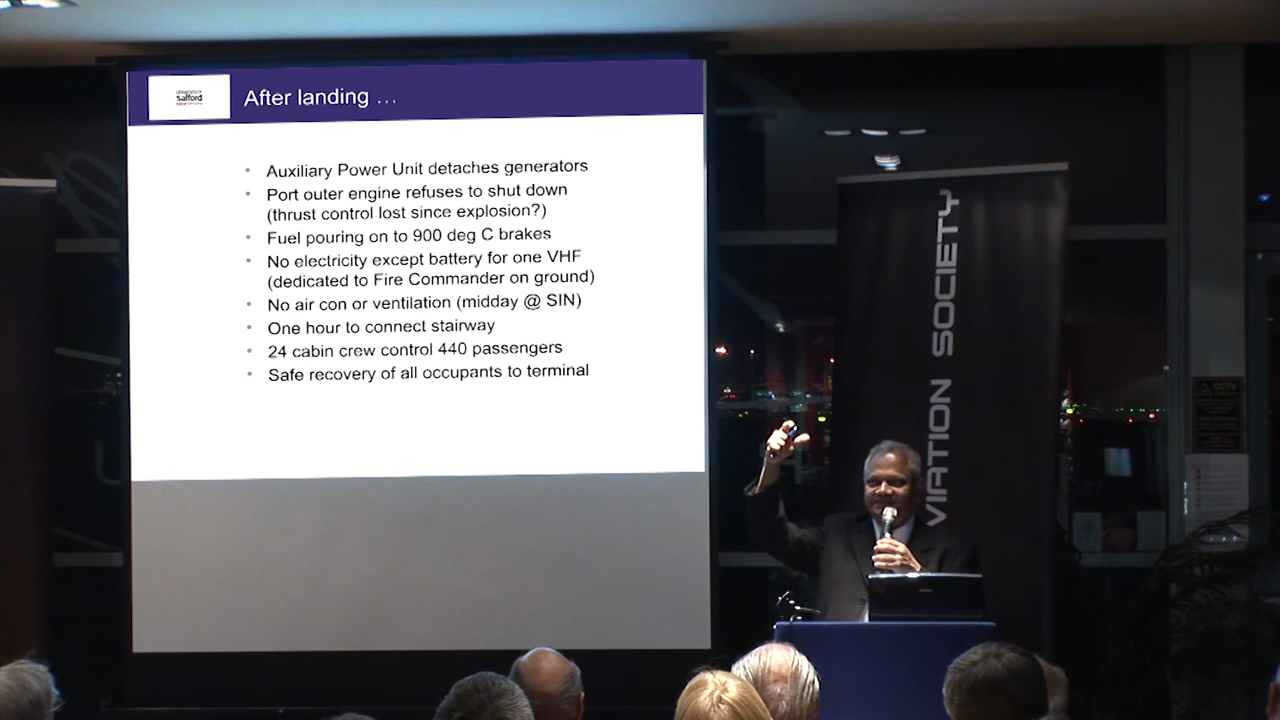 University of
Salford
After landing …
• Auxiliary Power Unit detaches generators
• Port outer engine refuses to shut down
(thrust control lost since explosion?)
• Fuel pouring on to 900 deg C brakes
• No electricity except battery for one VHF
(dedicated to Fire Commander on ground)
• No air con or ventilation (midday @ SIN)
• One hour to connect stairway
• 24 cabin crew control 440 passengers
• Safe recovery of all occupants to terminal
VIATION SOCIETY
CCTV